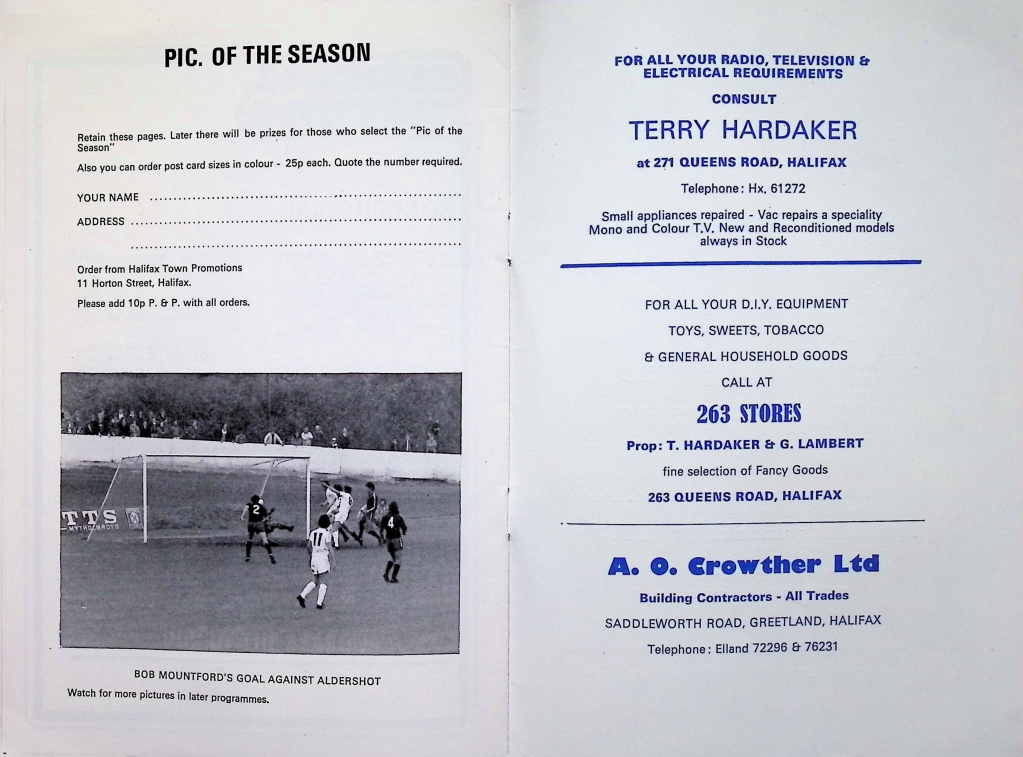 PIC. OF THE SEASON
Retain these pages. Later there will be prizes for those who select the "Pic of the
Season"
Also you can order post card sizes in colour - 25p each. Quote the number required.
YOUR NAME
ADDRESS
Order from Halifax Town Promotions
11 Horton Street, Halifax.
Please add 10p P. & P. with all orders.
TTS
MYTHOLMROYD
2
11
4
BOB MOUNTFORD'S GOAL AGAINST ALDERSHOT
Watch for more pictures in later programmes.
FOR ALL YOUR RADIO, TELEVISION &
ELECTRICAL REQUIREMENTS
CONSULT
TERRY HARDAKER
at 271 QUEENS ROAD, HALIFAX
Telephone: Hx. 61272
Small appliances repaired - Vac repairs a speciality
Mono and Colour T.V. New and Reconditioned models
always in Stock
FOR ALL YOUR D.I.Y. EQUIPMENT
TOYS, SWEETS, TOBACCO
& GENERAL HOUSEHOLD GOODS
CALL AT
263 STORES
Prop: T. HARDAKER & G. LAMBERT
fine selection of Fancy Goods
263 QUEENS ROAD, HALIFAX
A. O. Crowther Ltd
Building Contractors - All Trades
SADDLEWORTH ROAD, GREETLAND, HALIFAX
Telephone: Elland 72296 & 76231